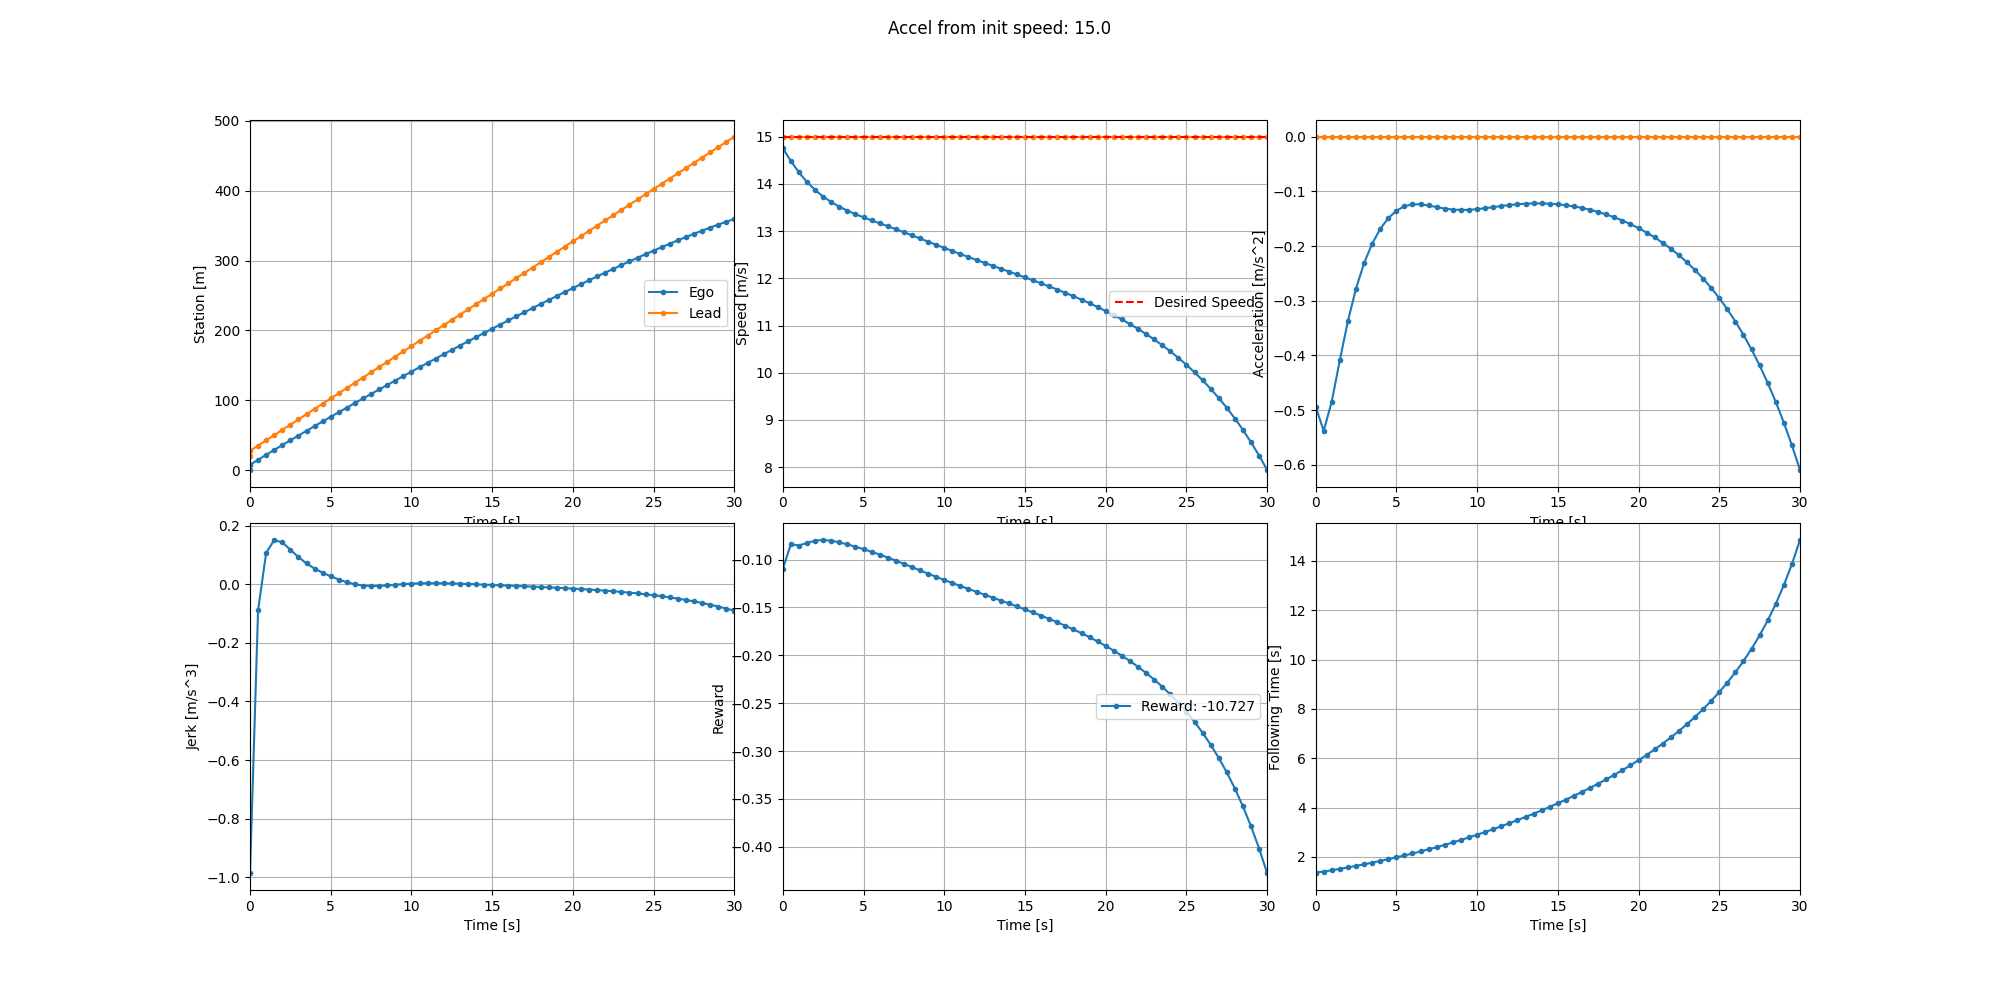 Accel from init speed: 15.0
500
400
300
200
100
0
Station [m]
Ego
Lead
0 5 10 15 20 25 30
Time [s]
15
14
13
12
11
10
9
8
Speed [m/s]
Desired Speed
0 5 10 15 20 25 30
Time [s]
0.0
−0.1
−0.2
−0.3
−0.4
−0.5
−0.6
Acceleration [m/s^2]
0 5 10 15 20 25 30
Time [s]
0.2
0.0
−0.2
−0.4
−0.6
−0.8
−1.0
Jerk [m/s^3]
0 5 10 15 20 25 30
Time [s]
−0.10
−0.15
−0.20
−0.25
−0.30
−0.35
−0.40
Reward
Reward: -10.727
0 5 10 15 20 25 30
Time [s]
14
12
10
8
6
4
2
Following Time [s]
0 5 10 15 20 25 30
Time [s]